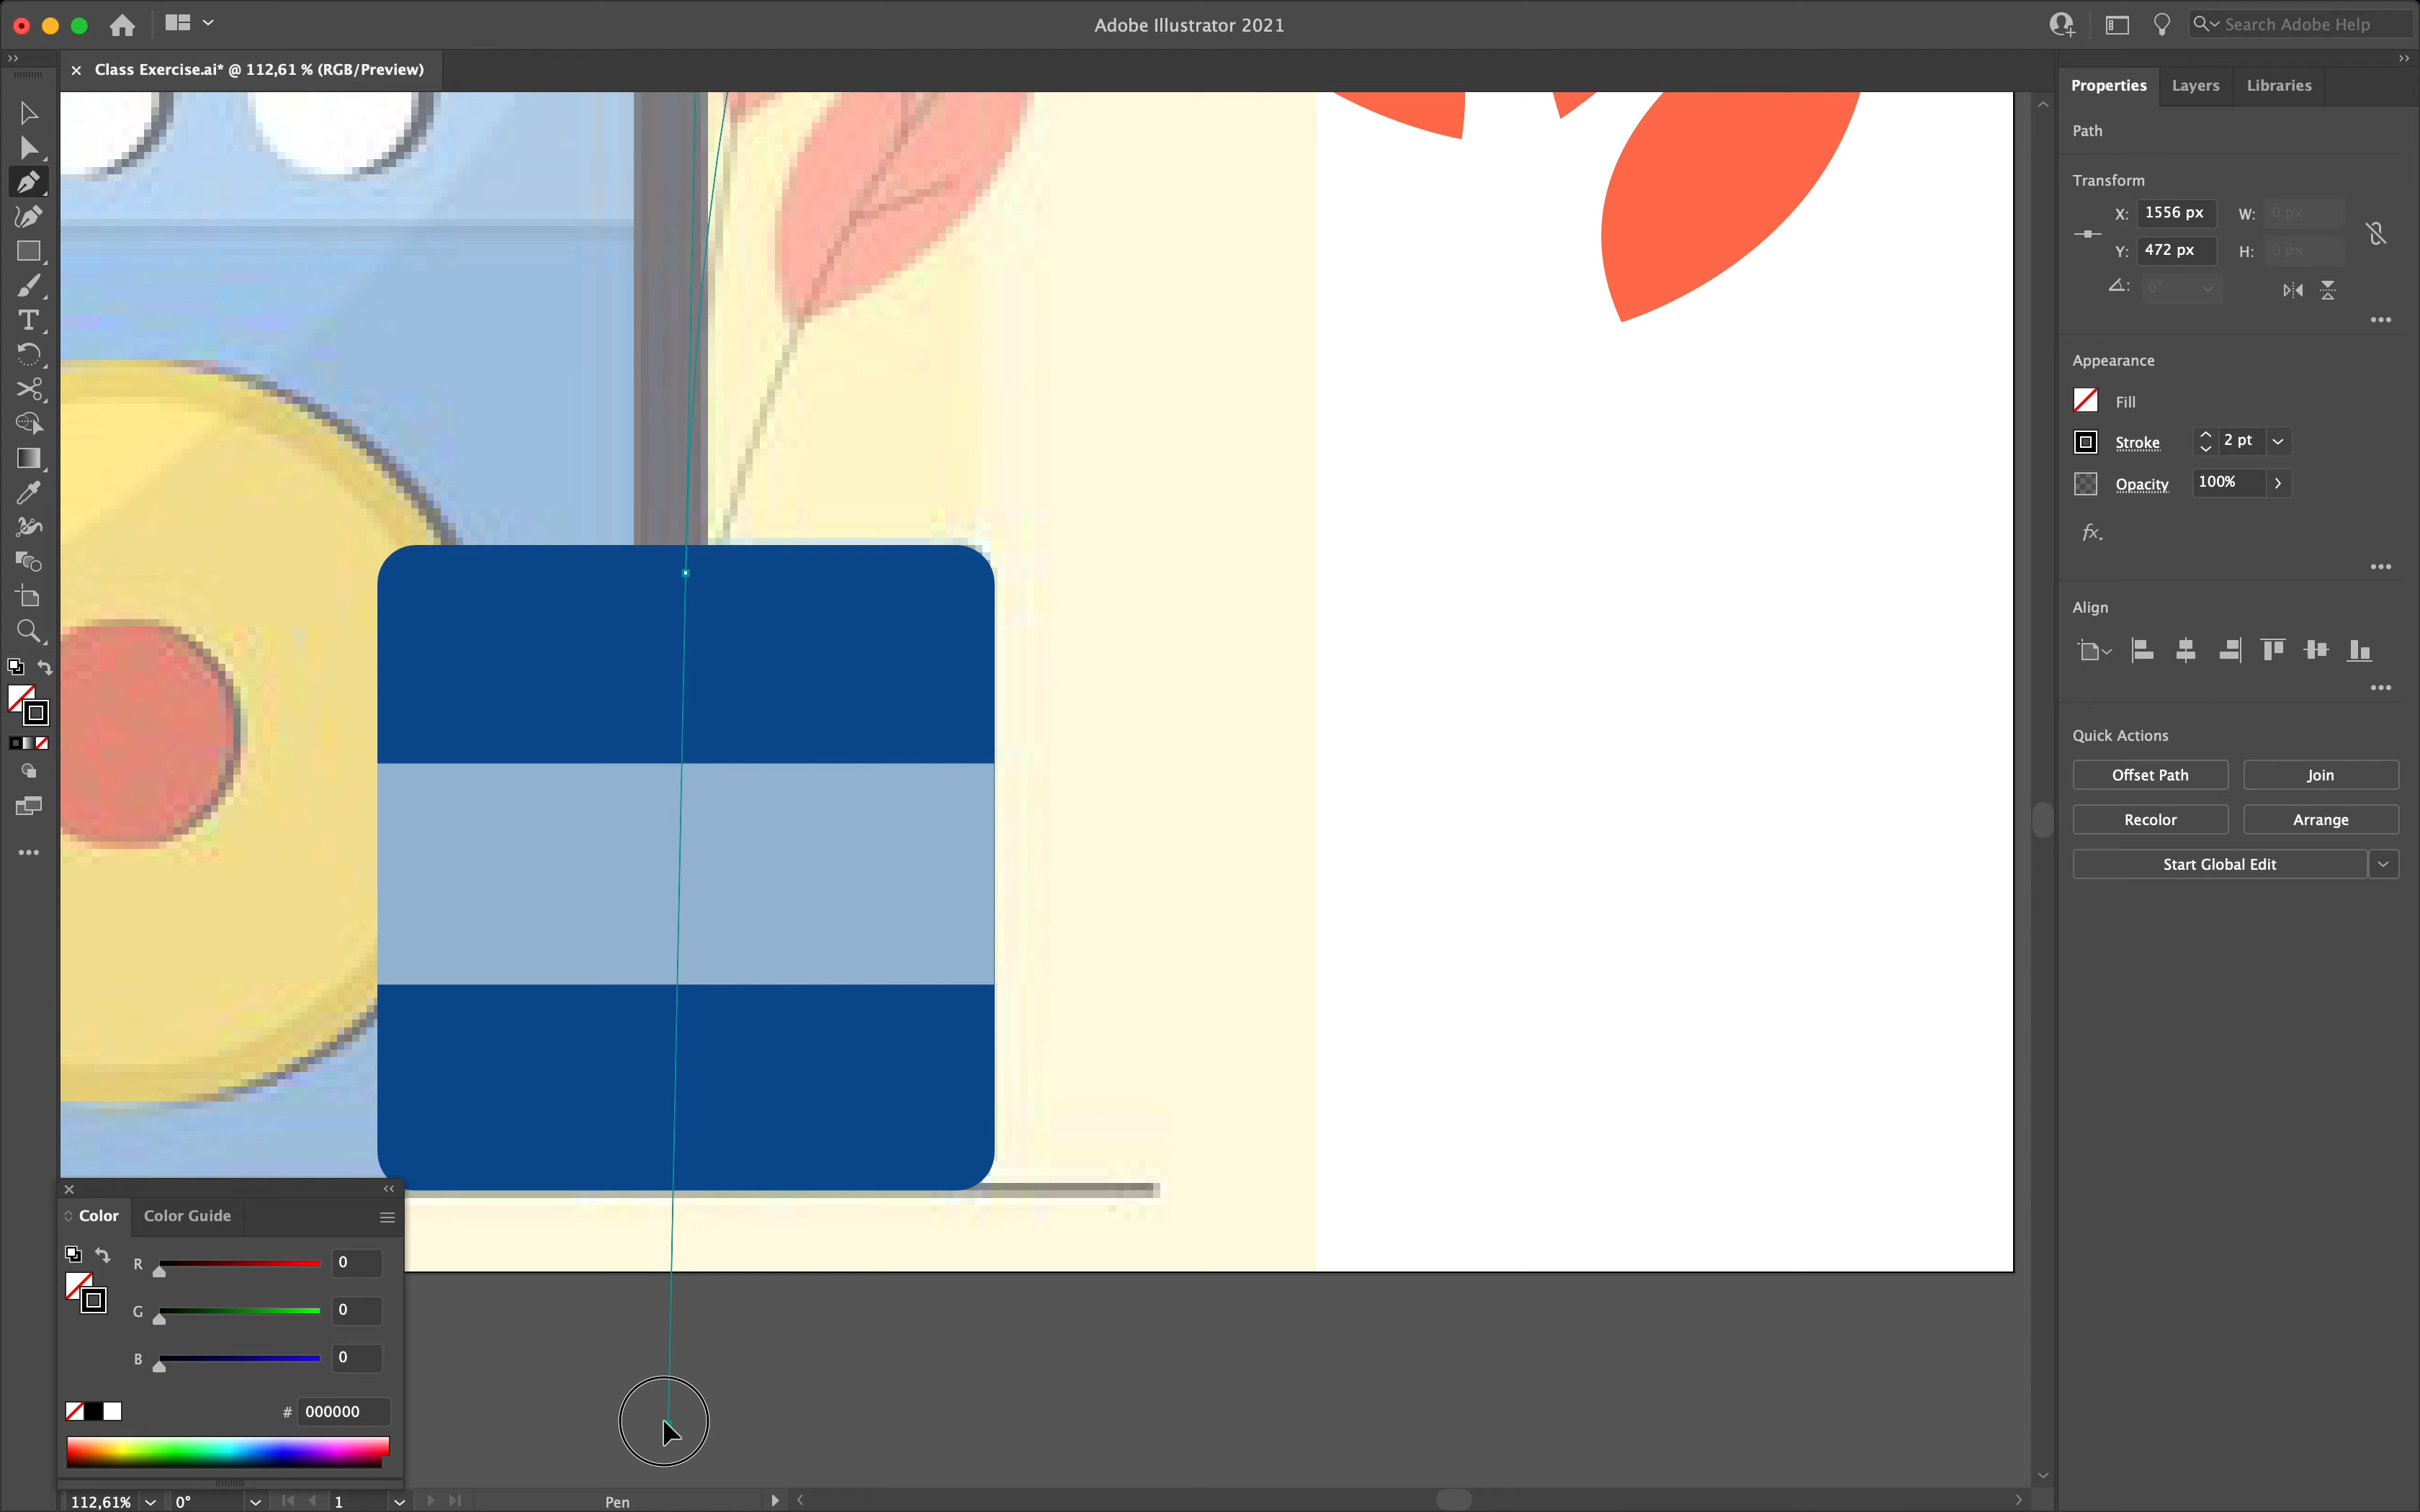 Adobe Illustrator 2021
Search Adobe Help
Class Exercise.ai* @ 112,61 % (RGB/Preview)
Properties Layers Libraries
Path
Transform
X: 1556 px W: 0 px
Y: 472 px H: 0 px
0°
Appearance
Fill
Stroke 2 pt
Opacity 100%
fx.
Align
Quick Actions
Offset Path Join
Recolor Arrange
Start Global Edit
Color Color Guide
R 0
G 0
B 0
# 000000
112,61% 0° 1 Pen